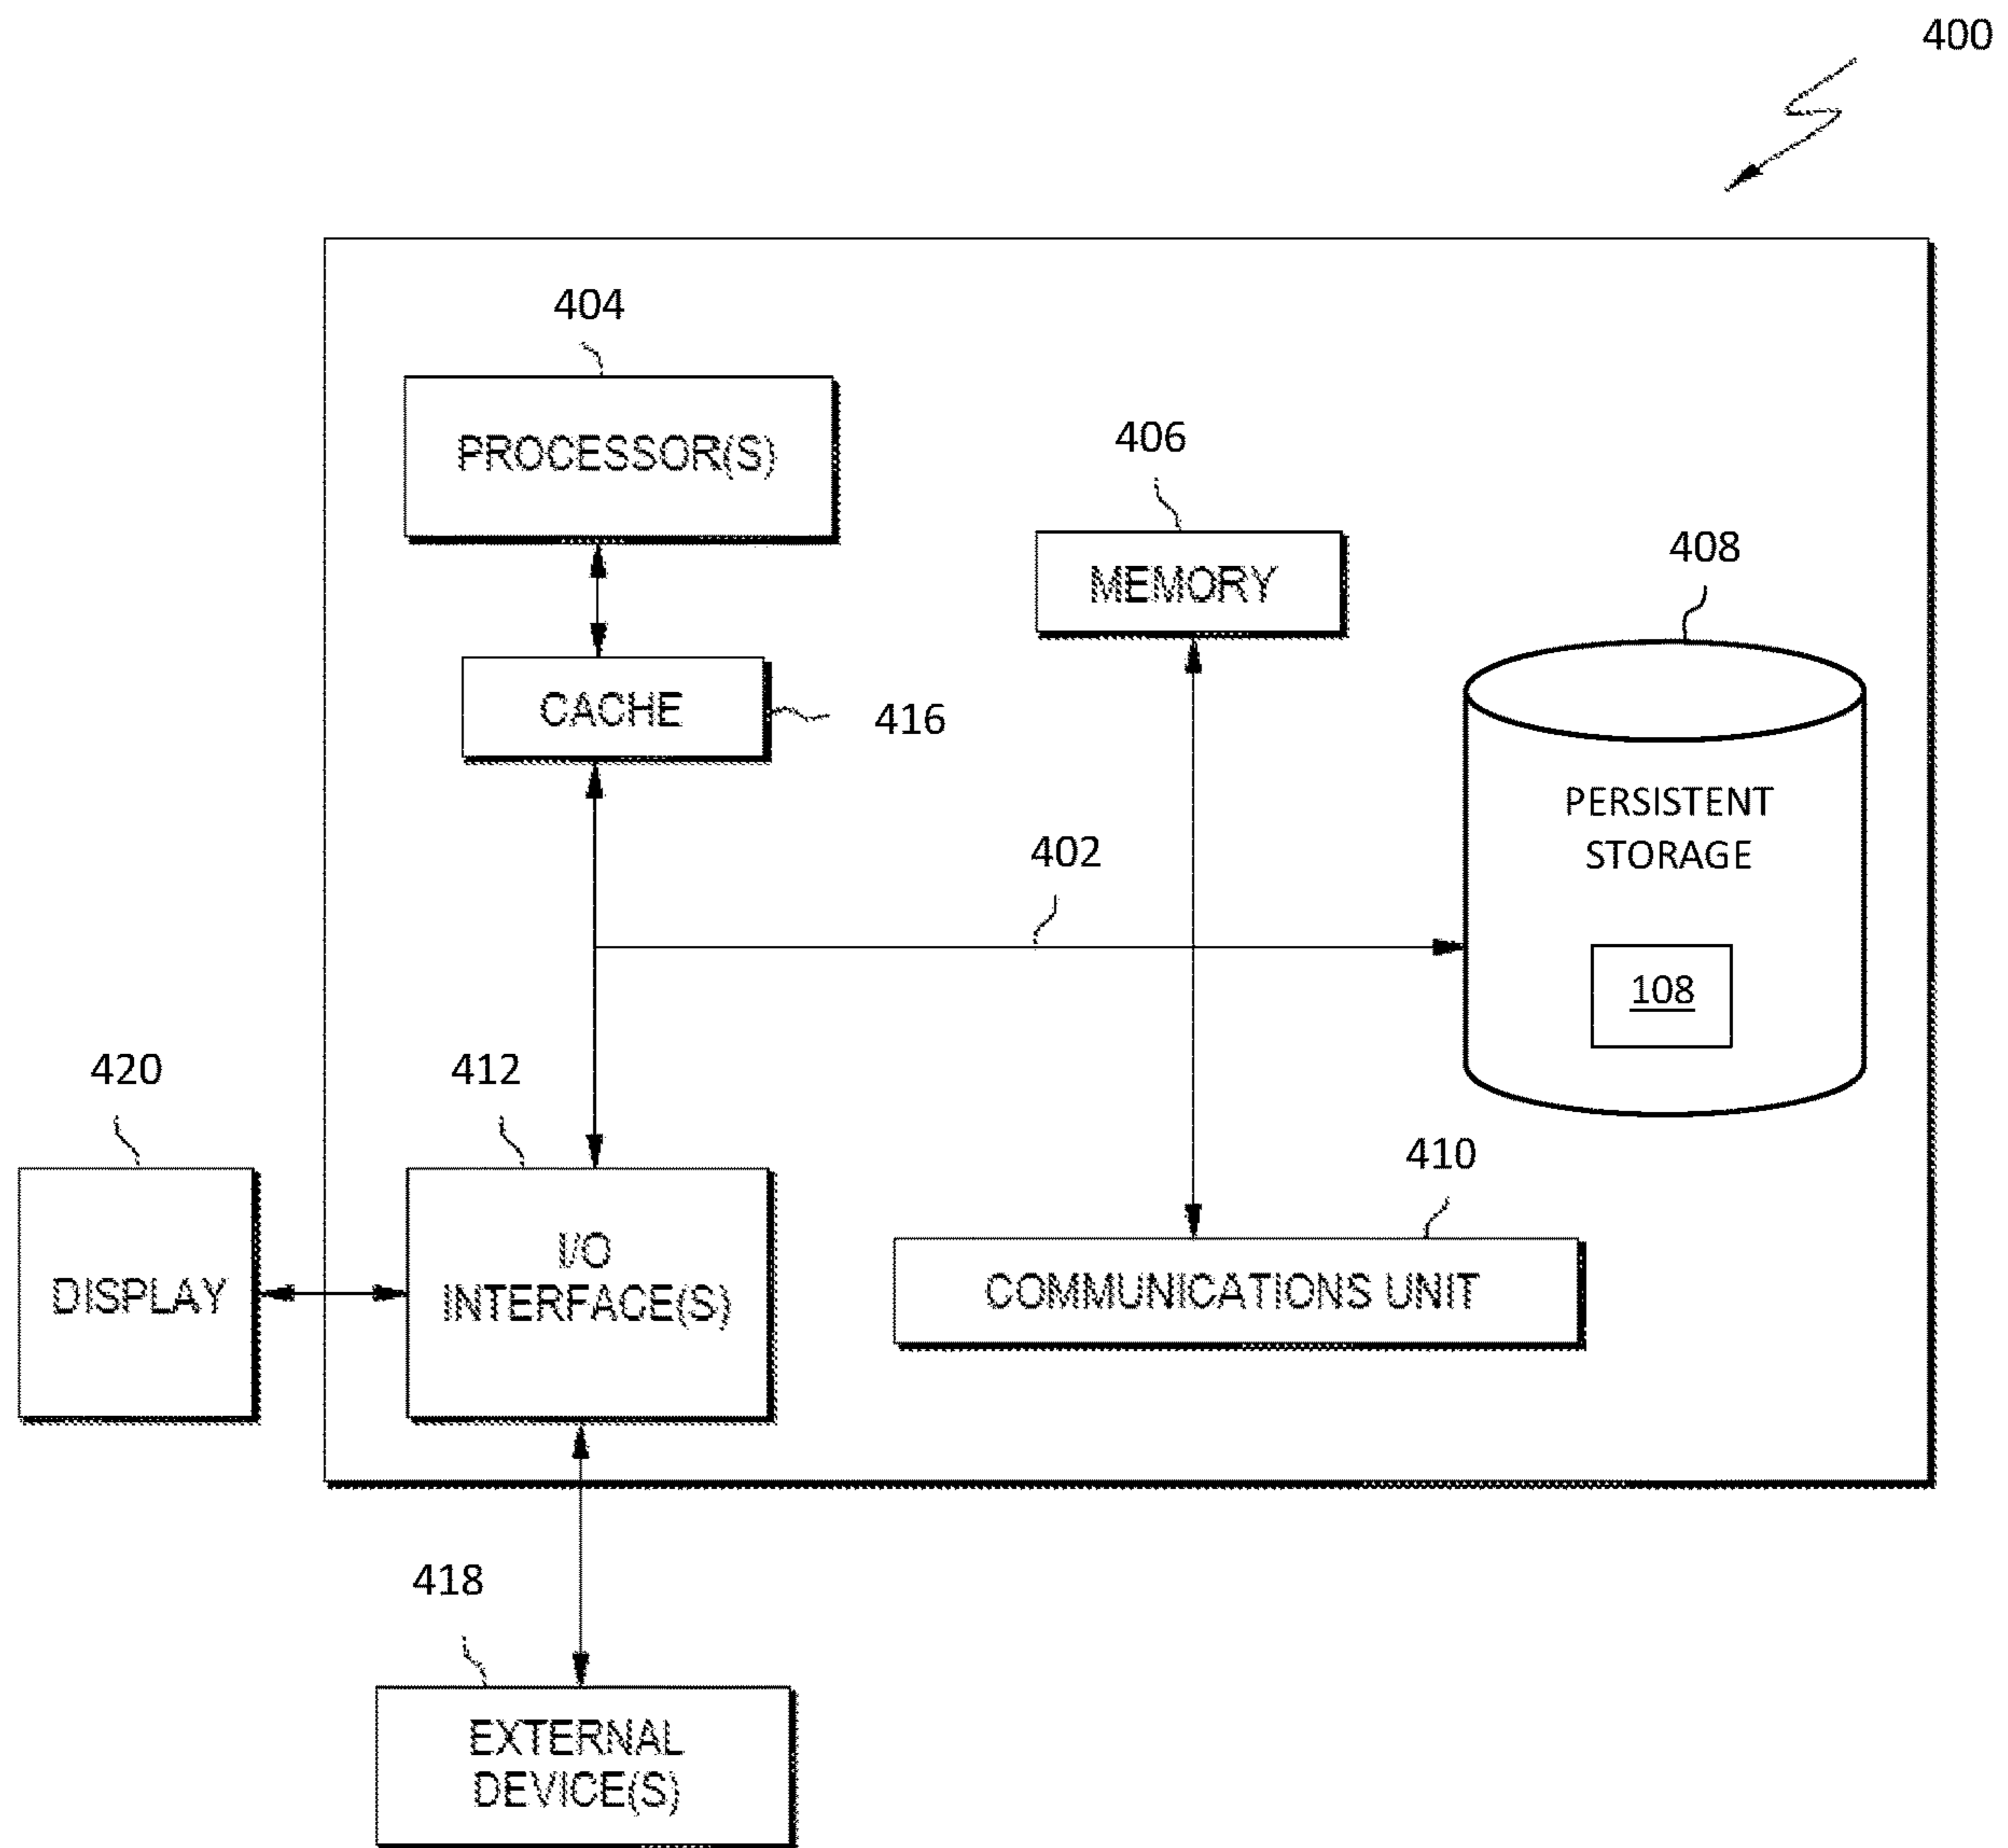 400
404
PROCESSOR(S)
406
MEMORY
408
CACHE
416
PERSISTENT
STORAGE
402
108
420
412
410
DISPLAY
I/O
INTERFACE(S)
COMMUNICATIONS UNIT
418
EXTERNAL
DEVICE(S)